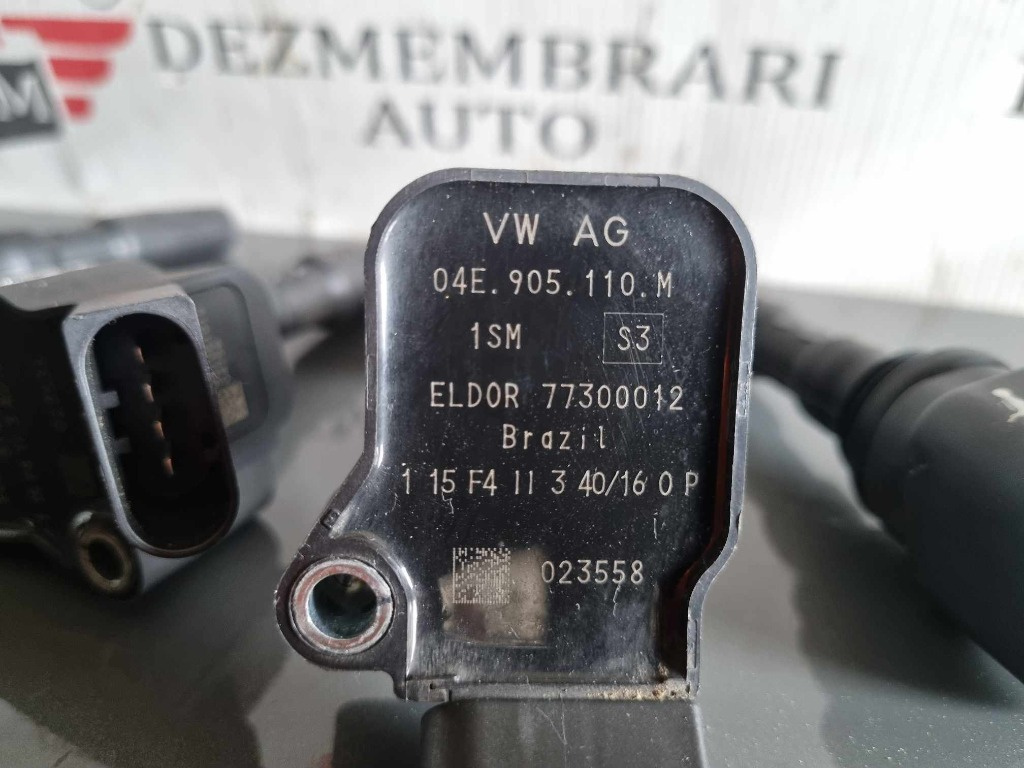 DEZMEMBRARI
AUTO
M
VW AG
04E.905.110.M
1SM S3
ELDOR 77300012
Brazil
1 15 F4 II 3 40/16 0 P
023558